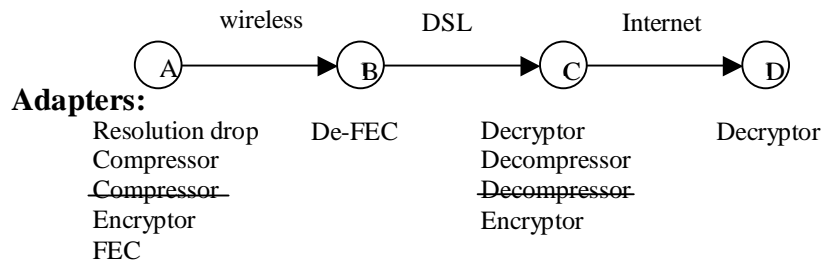 wireless DSL Internet
A B C D
Adapters:
Resolution drop De-FEC Decryptor Decryptor
Compressor Decompressor
Compressor Decompressor
Encryptor Encryptor
FEC